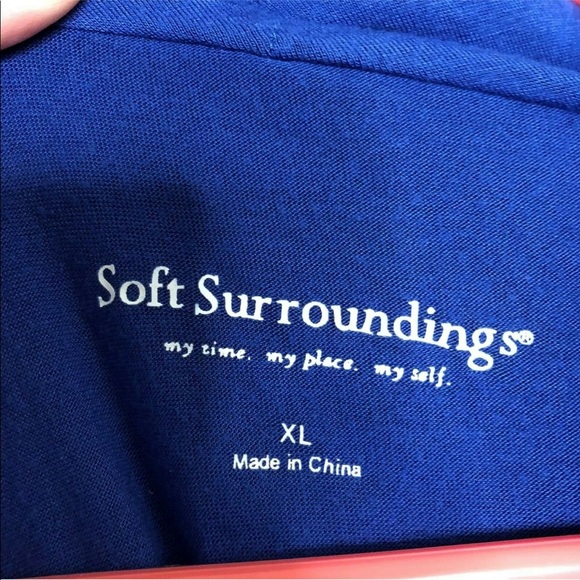 Soft Surroundings®
my time. my place. my self.
XL
Made in China